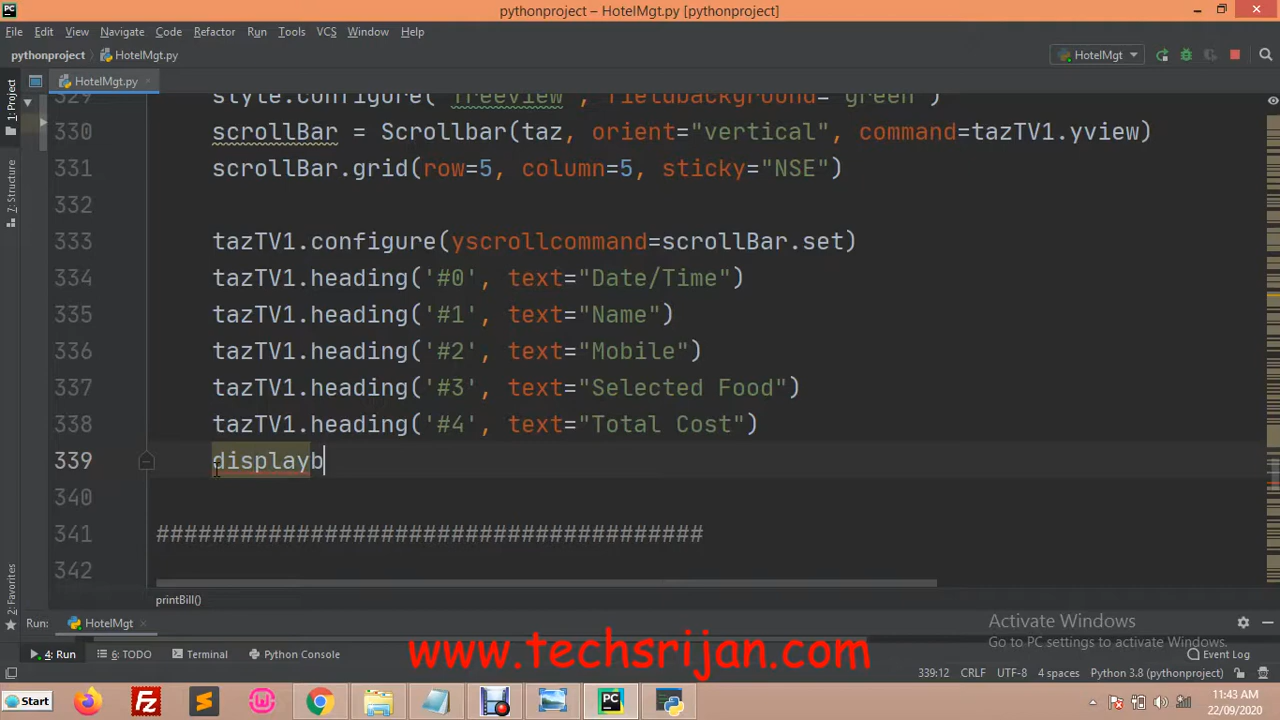 pythonproject – HotelMgt.py [pythonproject]
File Edit View Navigate Code Refactor Run Tools VCS Window Help
pythonproject HotelMgt.py HotelMgt
1: Project HotelMgt.py
329 style.configure("Treeview", fieldbackground="green")
330 scrollBar = Scrollbar(taz, orient="vertical", command=tazTV1.yview)
331 scrollBar.grid(row=5, column=5, sticky="NSE")
332
333 tazTV1.configure(yscrollcommand=scrollBar.set)
334 tazTV1.heading('#0', text="Date/Time")
335 tazTV1.heading('#1', text="Name")
336 tazTV1.heading('#2', text="Mobile")
337 tazTV1.heading('#3', text="Selected Food")
338 tazTV1.heading('#4', text="Total Cost")
339 displayb
340
341 #######################################
342
7: Structure
2: Favorites
printBill()
Run: HotelMgt
Activate Windows
Go to PC settings to activate Windows.
4: Run 6: TODO Terminal Python Console Event Log
www.techsrijan.com
339:12 CRLF UTF-8 4 spaces Python 3.8 (pythonproject)
Start
11:43 AM
22/09/2020